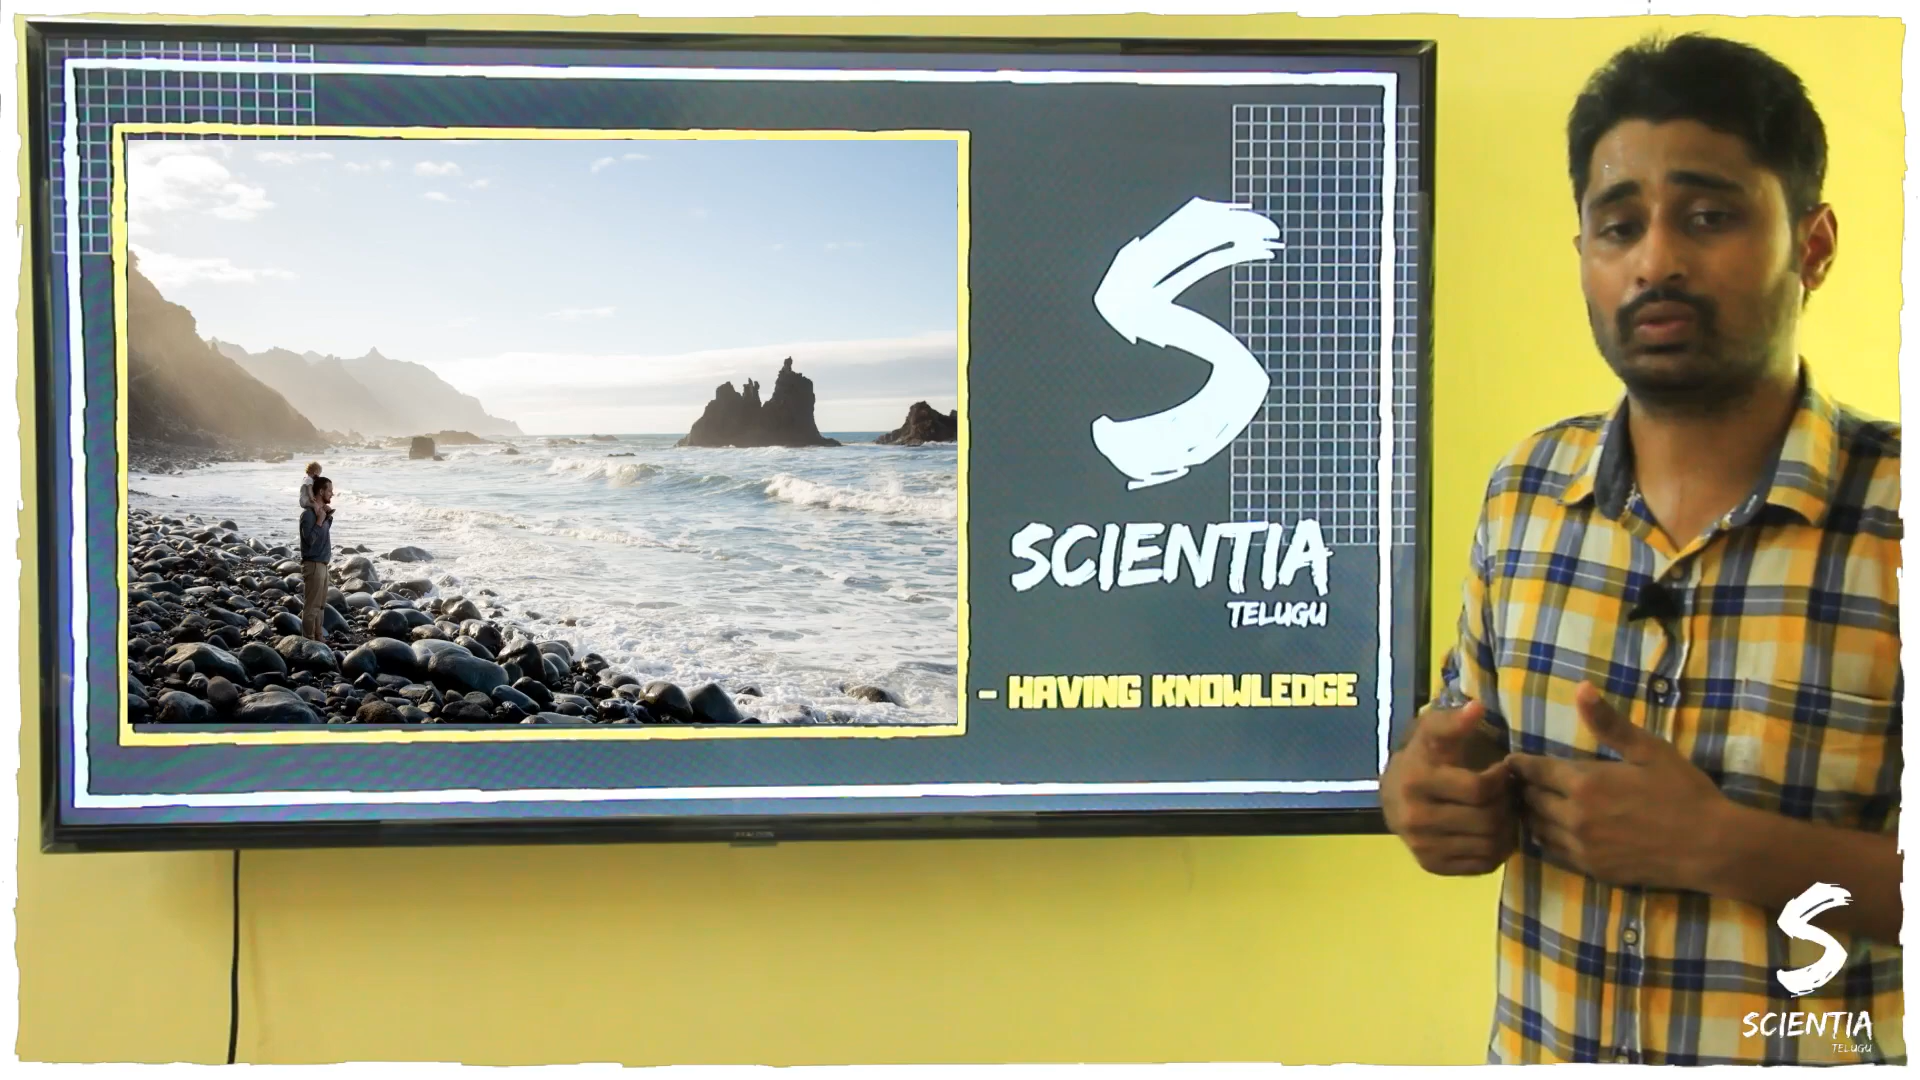 S
SCIENTIA
TELUGU
- HAVING KNOWLEDGE
S
SCIENTIA
TELUGU